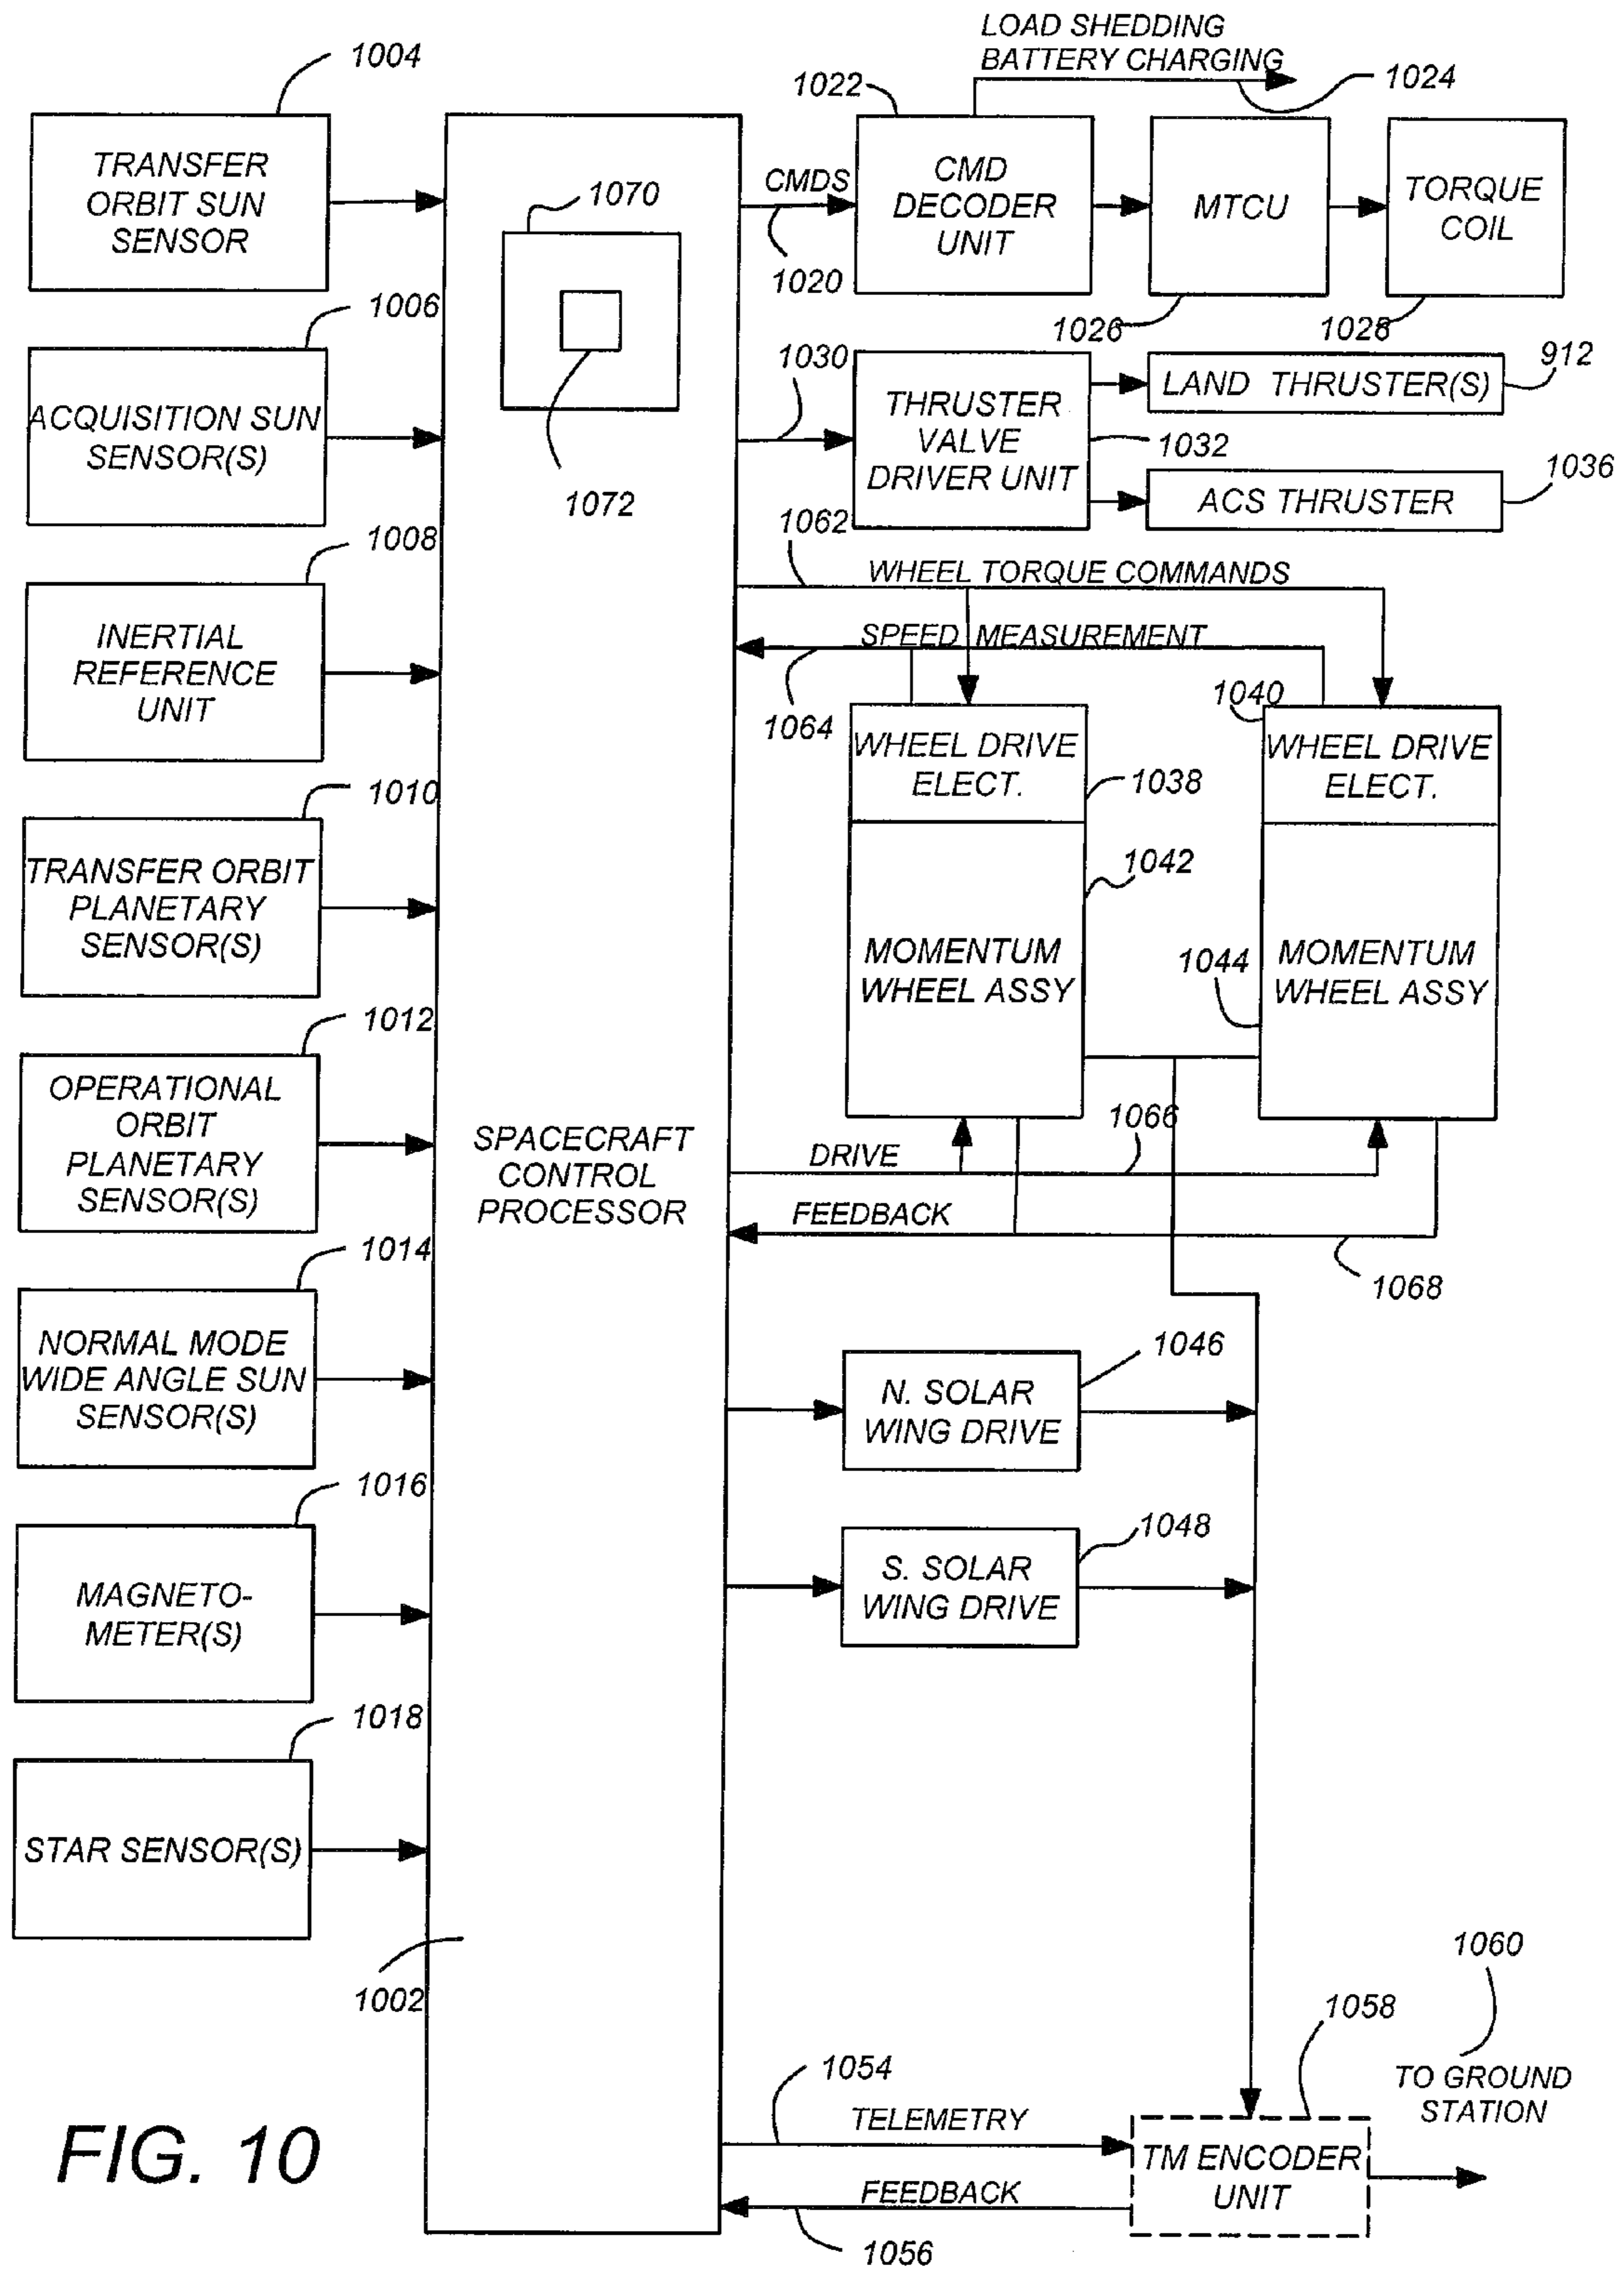 LOAD SHEDDING
BATTERY CHARGING
1004
1022
1024
TRANSFER
ORBIT SUN
SENSOR
1070
CMDS
1020
CMD
DECODER
UNIT
MTCU
TORQUE
COIL
1026
1028
1006
ACQUISITION SUN
SENSOR(S)
1072
1030
THRUSTER
VALVE
DRIVER UNIT
1032
LAND THRUSTER(S)
912
ACS THRUSTER
1036
1008
INERTIAL
REFERENCE
UNIT
1062
WHEEL TORQUE COMMANDS
SPEED MEASUREMENT
1064
1040
WHEEL DRIVE
ELECT.
1038
WHEEL DRIVE
ELECT.
1010
TRANSFER ORBIT
PLANETARY
SENSOR(S)
1042
MOMENTUM
WHEEL ASSY
1044
MOMENTUM
WHEEL ASSY
1012
OPERATIONAL
ORBIT
PLANETARY
SENSOR(S)
SPACECRAFT
CONTROL
PROCESSOR
DRIVE
1066
FEEDBACK
1068
1014
NORMAL MODE
WIDE ANGLE SUN
SENSOR(S)
1046
N. SOLAR
WING DRIVE
1016
MAGNETO-
METER(S)
1048
S. SOLAR
WING DRIVE
1018
STAR SENSOR(S)
1002
1060
1058
TO GROUND
STATION
1054
TELEMETRY
TM ENCODER
UNIT
FEEDBACK
1056
FIG. 10